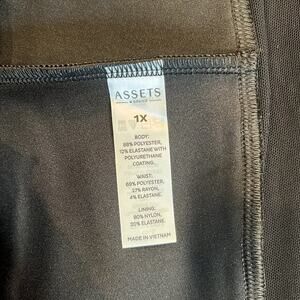 ASSETS
1X
BODY:
88% POLYESTER,
12% ELASTANE WITH
POLYURETHANE
COATING.
WAIST:
69% POLYESTER,
27% RAYON,
4% ELASTANE.
LINING:
80% NYLON,
20% ELASTANE.
MADE IN VIETNAM